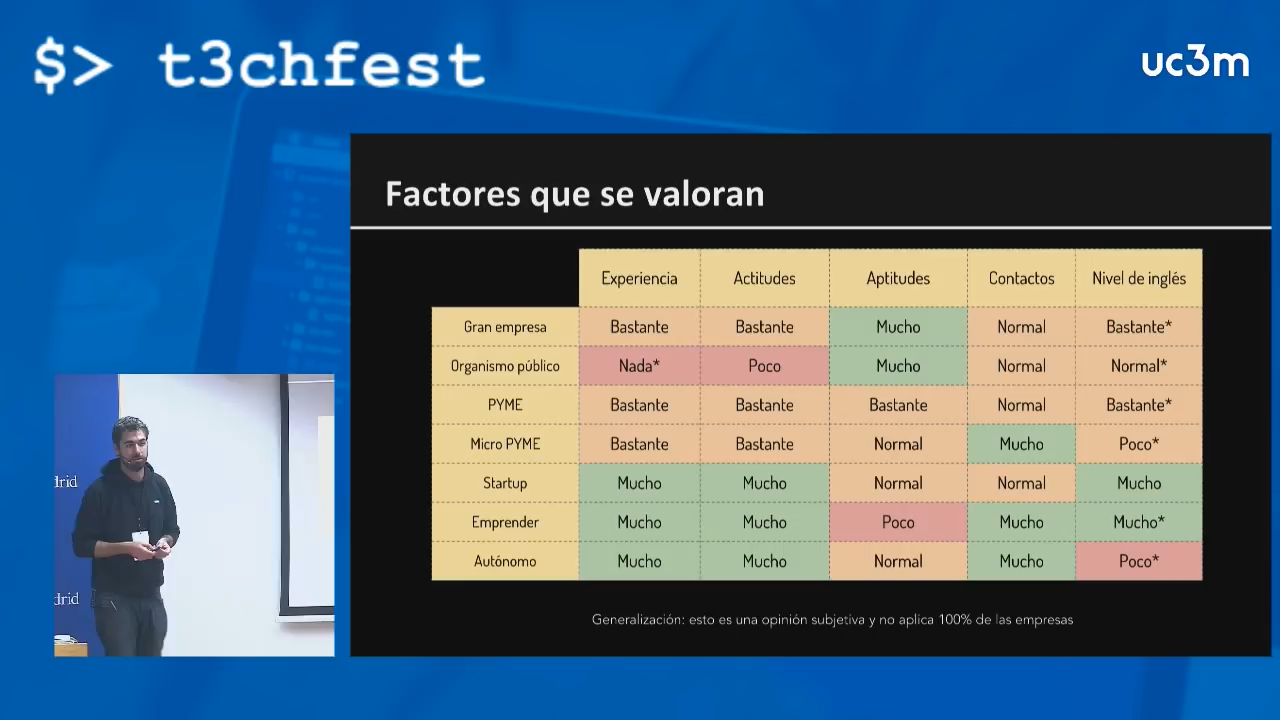 $> t3chfest
uc3m
Factores que se valoran
Experiencia Actitudes Aptitudes Contactos Nivel de inglés
Gran empresa Bastante Bastante Mucho Normal Bastante*
Organismo público Nada* Poco Mucho Normal Normal*
PYME Bastante Bastante Bastante Normal Bastante*
Micro PYME Bastante Bastante Normal Mucho Poco*
Startup Mucho Mucho Normal Normal Mucho
Emprender Mucho Mucho Poco Mucho Mucho*
Autónomo Mucho Mucho Normal Mucho Poco*
Generalización: esto es una opinión subjetiva y no aplica 100% de las empresas
drid
drid